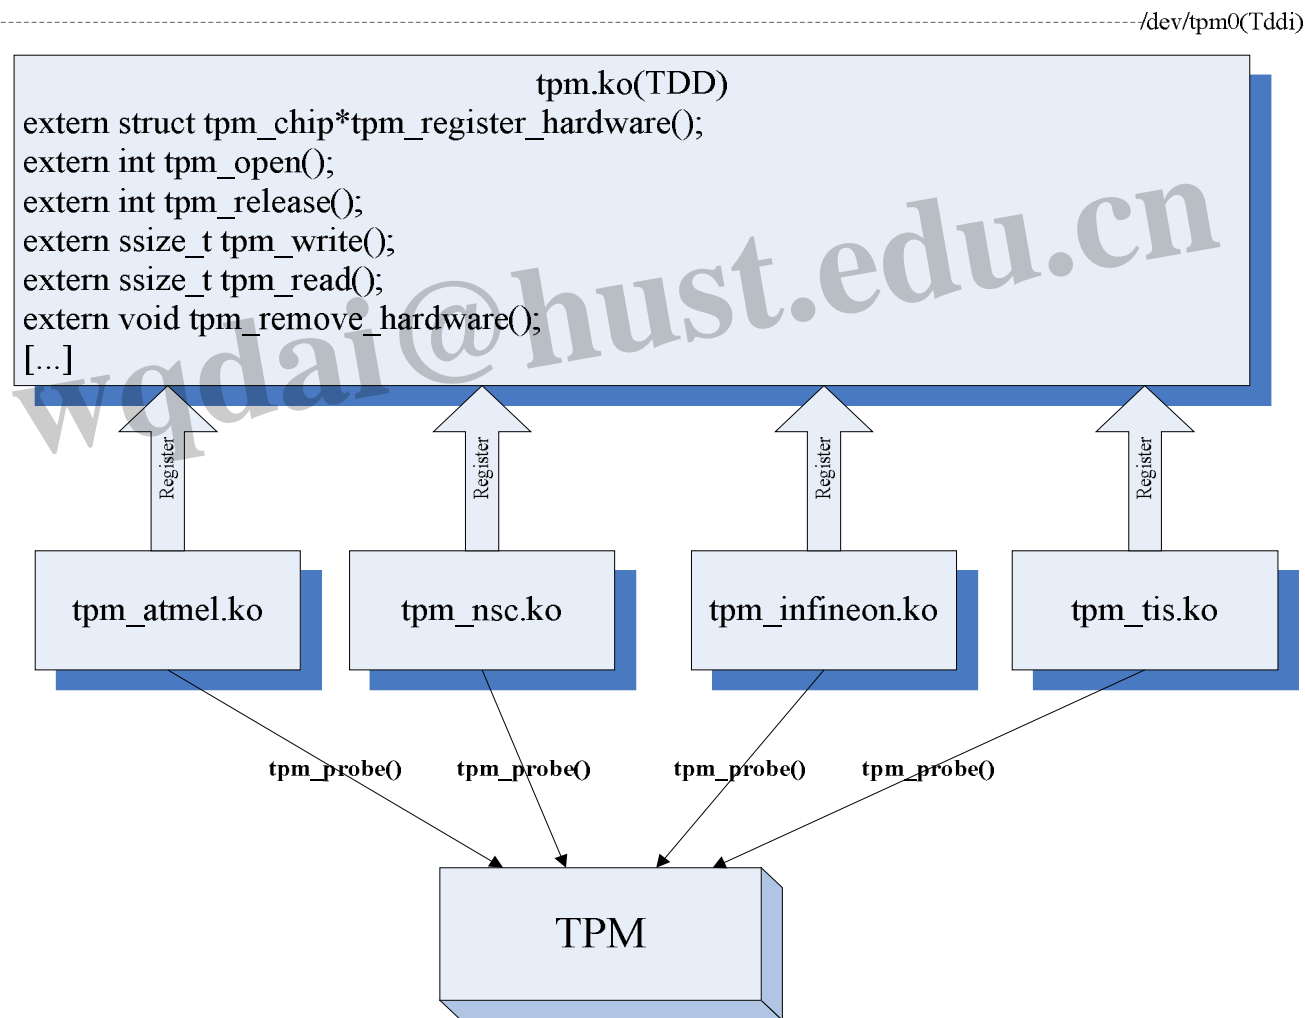 /dev/tpm0(Tddi)
tpm.ko(TDD)
extern struct tpm_chip*tpm_register_hardware();
extern int tpm_open();
extern int tpm_release();
extern ssize_t tpm_write();
extern ssize_t tpm_read();
extern void tpm_remove_hardware();
[...]
wqdai@hust.edu.cn
Register
Register
Register
Register
tpm_atmel.ko
tpm_nsc.ko
tpm_infineon.ko
tpm_tis.ko
tpm_probe()
tpm_probe()
tpm_probe()
tpm_probe()
TPM